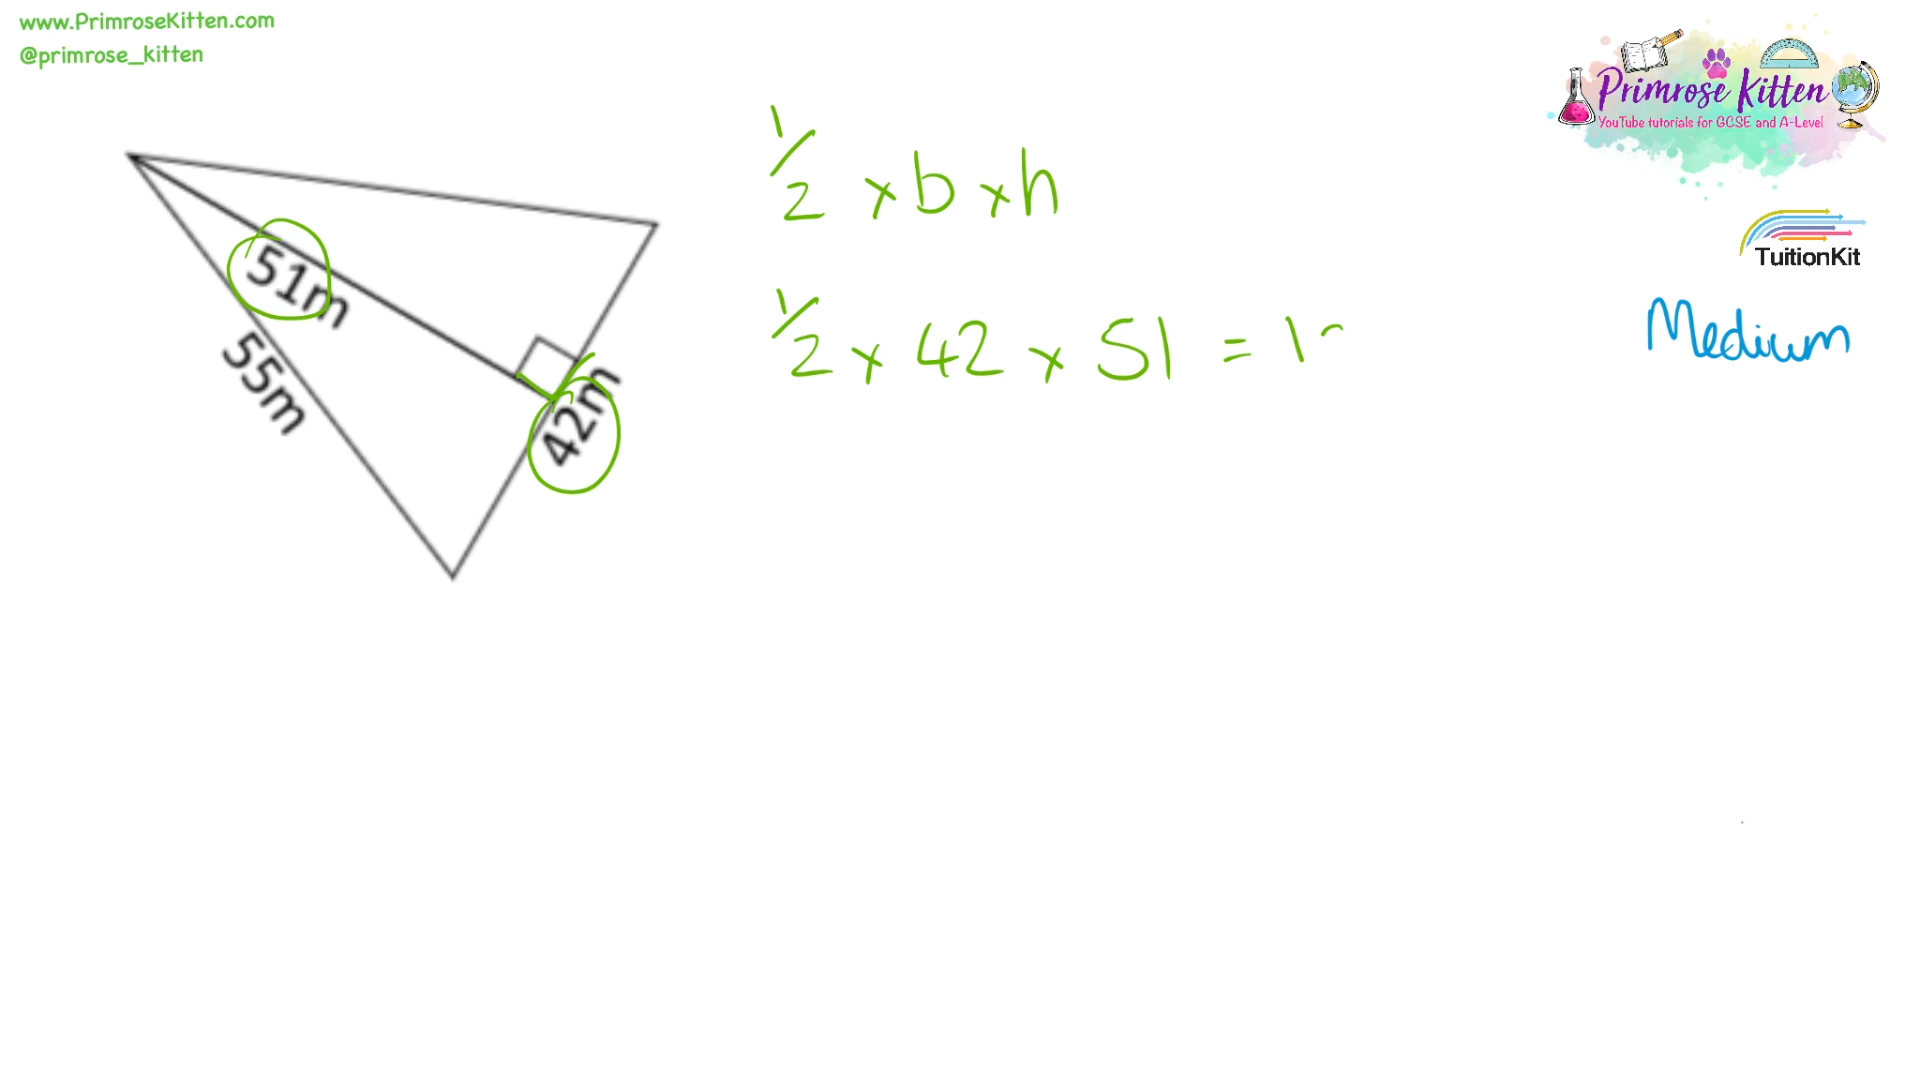 www.PrimroseKitten.com
@primrose_kitten
Primrose Kitten
YouTube tutorials for GCSE and A-Level
TuitionKit
Medium
1/2 × b × h
1/2 × 42 × 51 = 1
51m
55m
42m